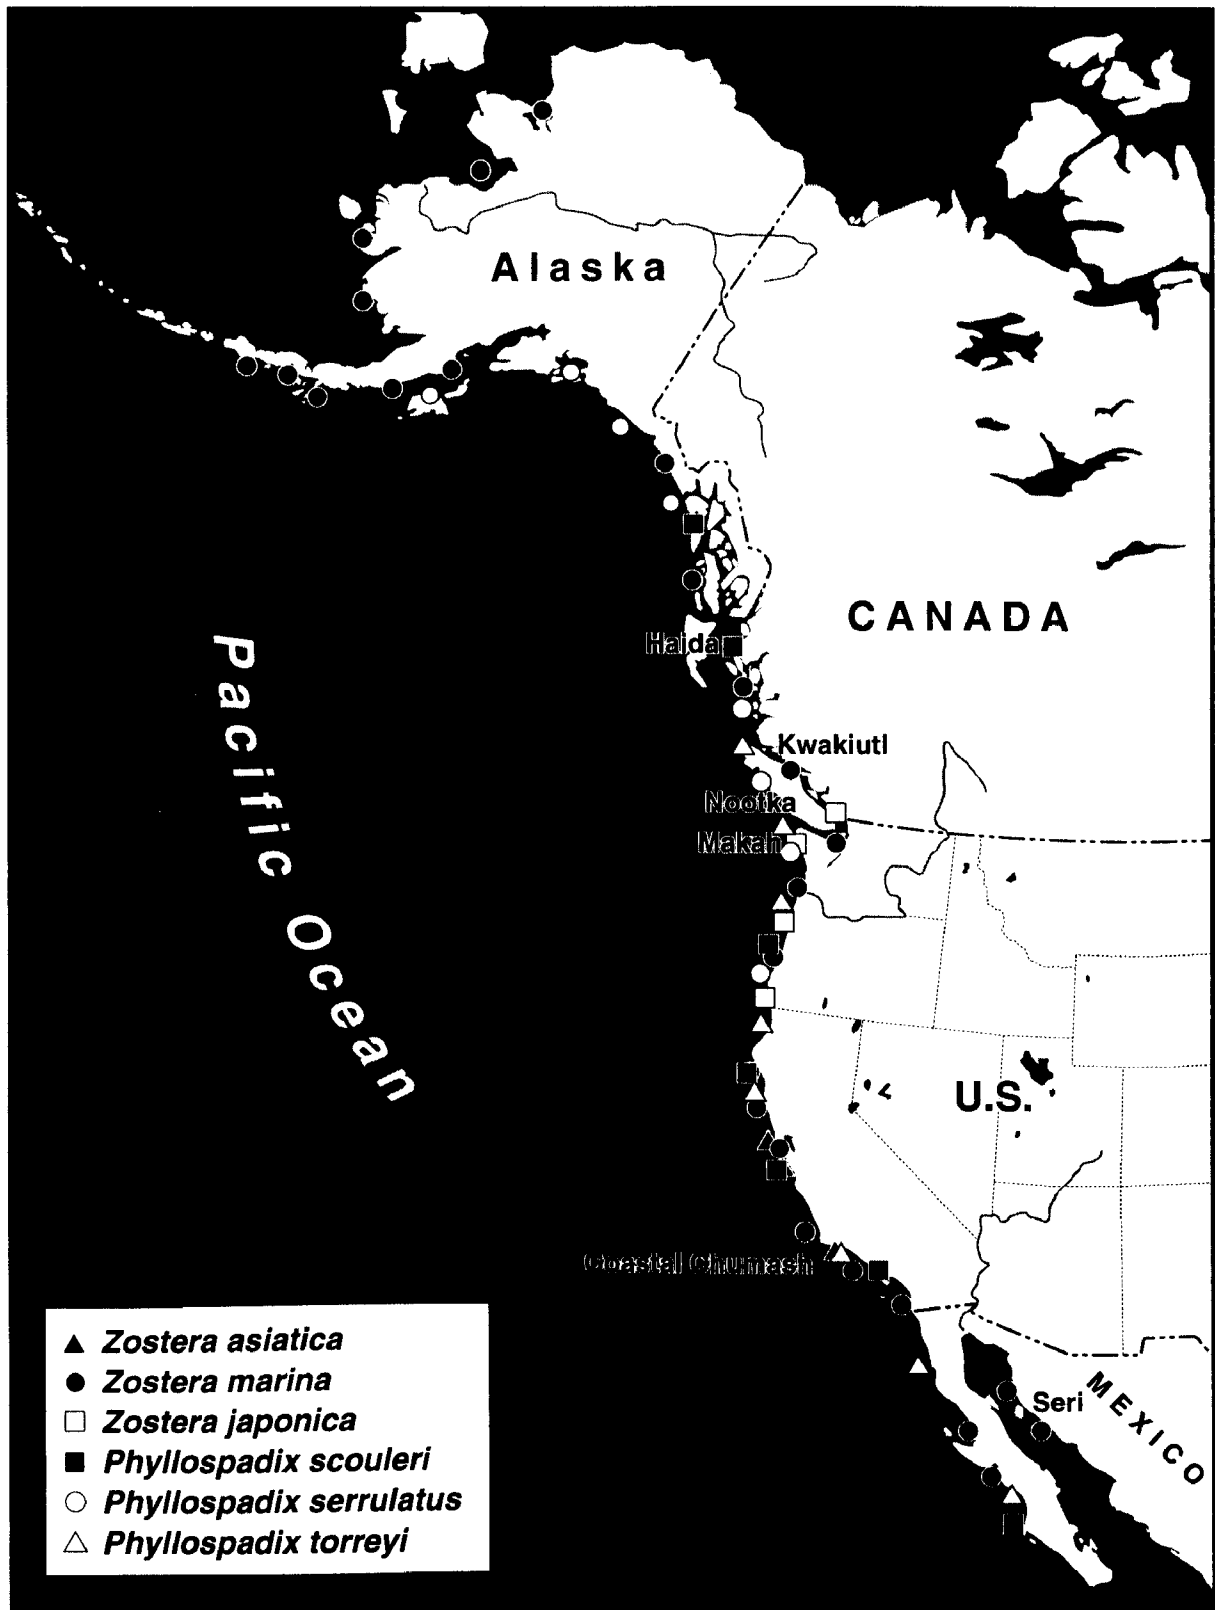 Alaska
CANADA
Haida
Pacific Ocean
Kwakiutl
Nootka
Makah
U.S.
Coastal Chumash
Seri
MEXICO
Zostera asiatica
Zostera marina
Zostera japonica
Phyllospadix scouleri
Phyllospadix serrulatus
Phyllospadix torreyi